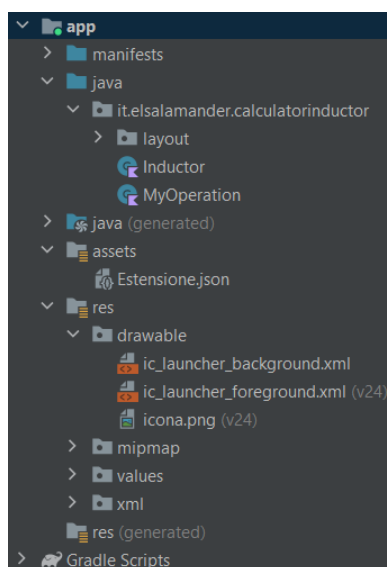 app
manifests
java
it.elsalamander.calculatorinductor
layout
Inductor
MyOperation
java (generated)
assets
Estensione.json
res
drawable
ic_launcher_background.xml
ic_launcher_foreground.xml (v24)
icona.png (v24)
mipmap
values
xml
res (generated)
Gradle Scripts